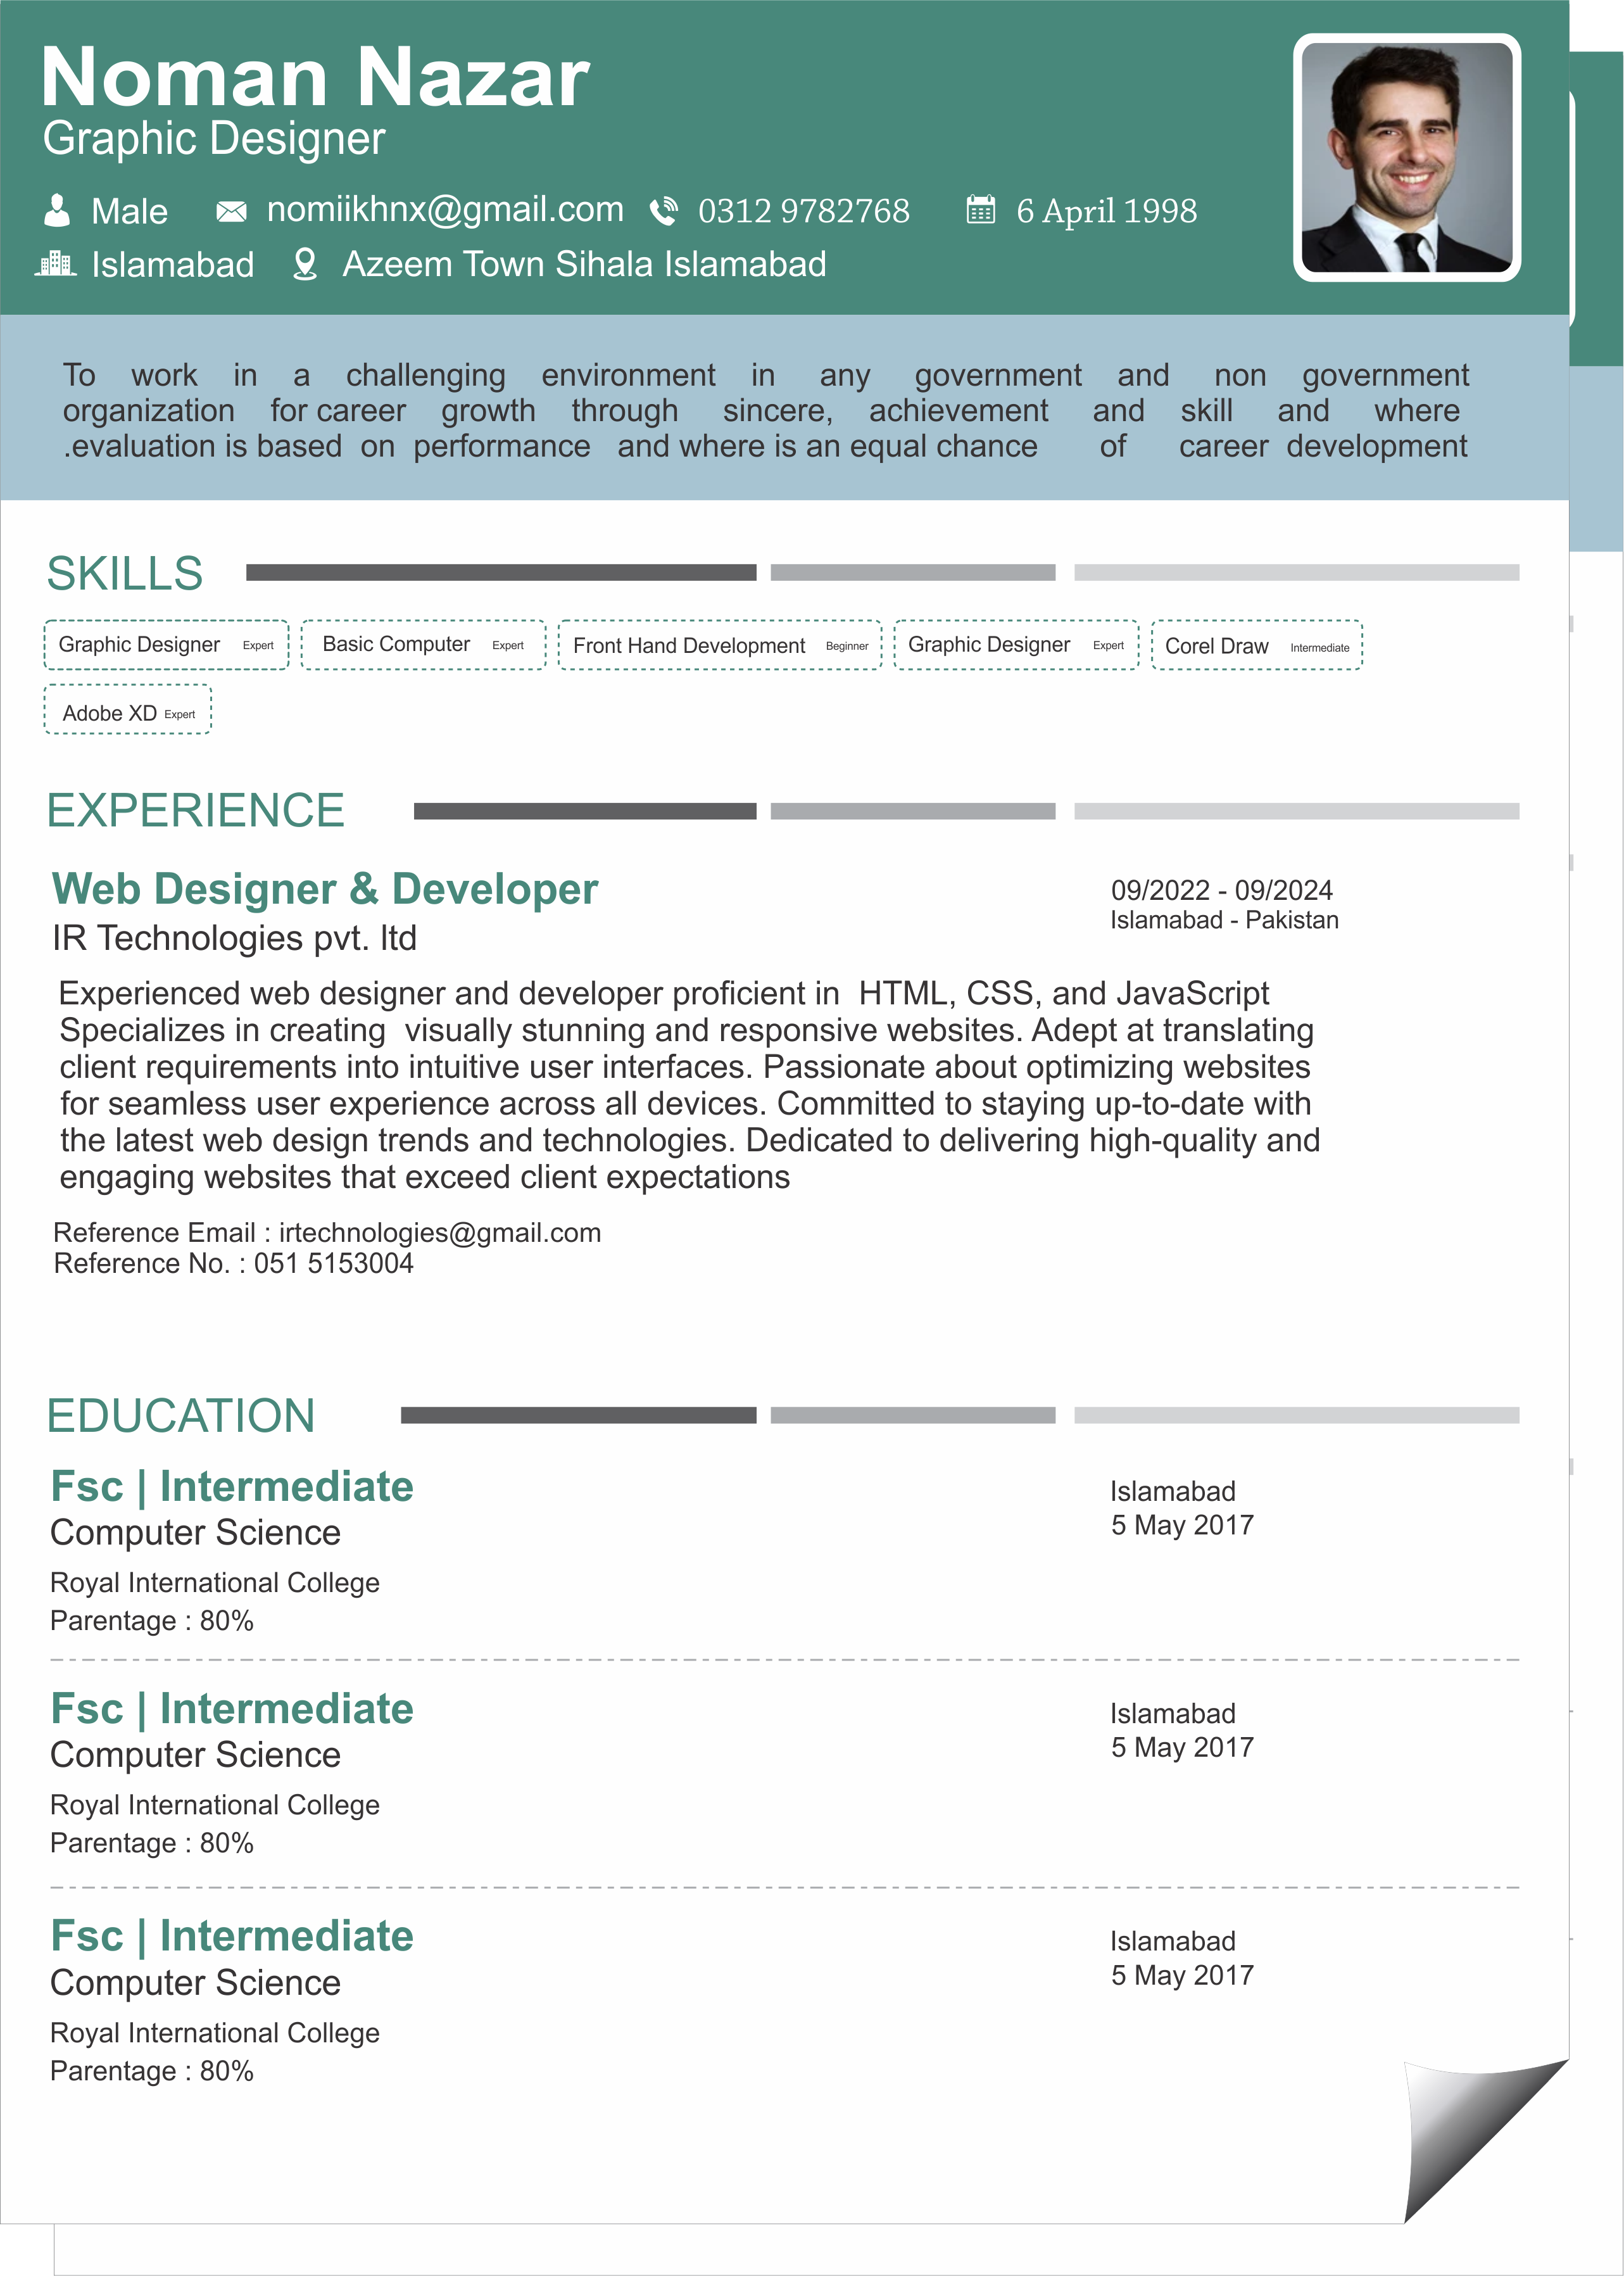 Noman Nazar
Graphic Designer
Male nomiikhnx@gmail.com 0312 9782768 6 April 1998
Islamabad Azeem Town Sihala Islamabad
To work in a challenging environment in any government and non government
organization for career growth through sincere, achievement and skill and where
.evaluation is based on performance and where is an equal chance of career development
SKILLS
Graphic Designer Expert Basic Computer Expert Front Hand Development Beginner Graphic Designer Expert Corel Draw Intermediate
Adobe XD Expert
EXPERIENCE
Web Designer & Developer 09/2022 - 09/2024
IR Technologies pvt. ltd Islamabad - Pakistan
Experienced web designer and developer proficient in HTML, CSS, and JavaScript
Specializes in creating visually stunning and responsive websites. Adept at translating
client requirements into intuitive user interfaces. Passionate about optimizing websites
for seamless user experience across all devices. Committed to staying up-to-date with
the latest web design trends and technologies. Dedicated to delivering high-quality and
engaging websites that exceed client expectations
Reference Email : irtechnologies@gmail.com
Reference No. : 051 5153004
EDUCATION
Fsc | Intermediate Islamabad
Computer Science 5 May 2017
Royal International College
Parentage : 80%
Fsc | Intermediate Islamabad
Computer Science 5 May 2017
Royal International College
Parentage : 80%
Fsc | Intermediate Islamabad
Computer Science 5 May 2017
Royal International College
Parentage : 80%